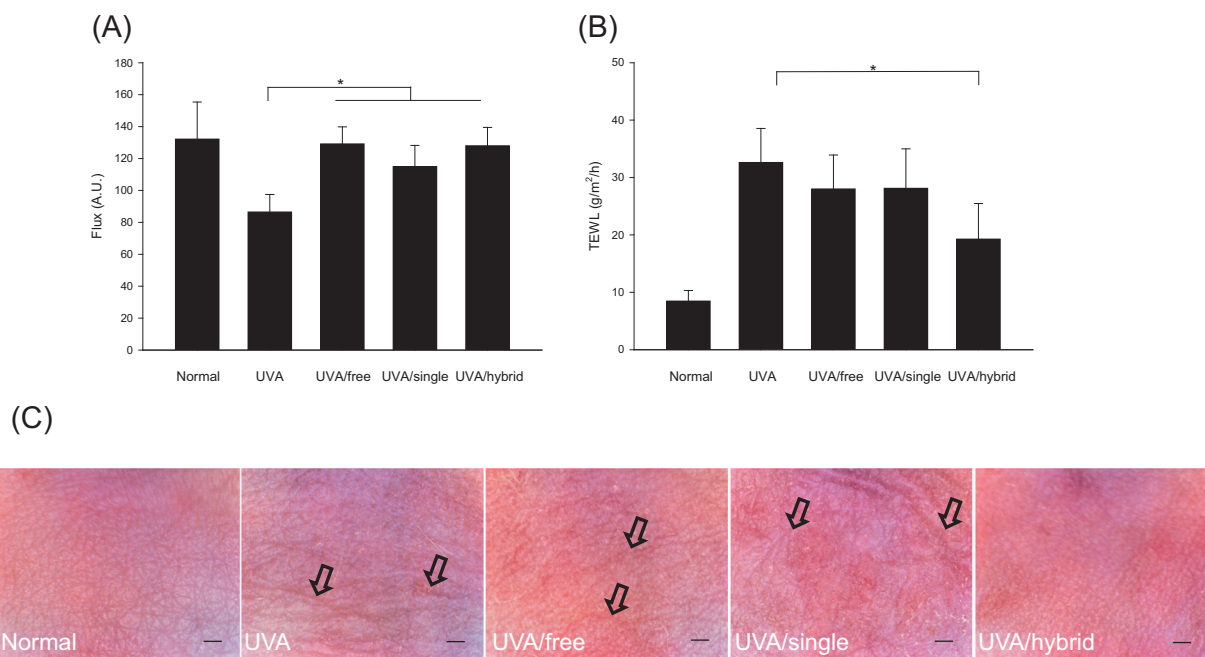 (A)
180
160
140
120
100
80
60
40
20
0
Flux (A.U.)
*
Normal UVA UVA/free UVA/single UVA/hybrid
(B)
50
40
30
20
10
0
TEWL (g/m²/h)
*
Normal UVA UVA/free UVA/single UVA/hybrid
(C)
Normal UVA UVA/free UVA/single UVA/hybrid